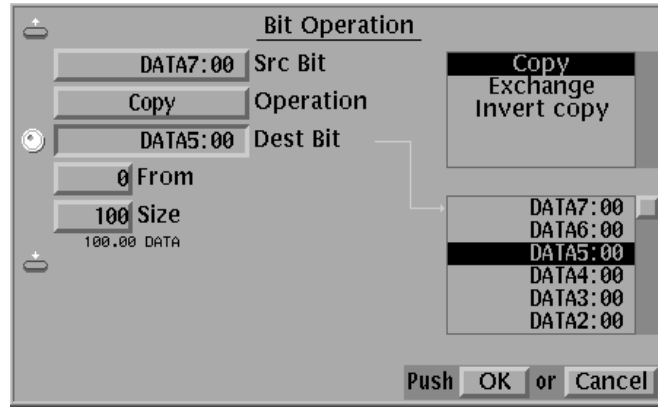 Bit Operation
DATA7:00 Src Bit
Copy Operation
DATA5:00 Dest Bit
0 From
100 Size
100.00 DATA
Copy
Exchange
Invert copy
DATA7:00
DATA6:00
DATA5:00
DATA4:00
DATA3:00
DATA2:00
Push OK or Cancel